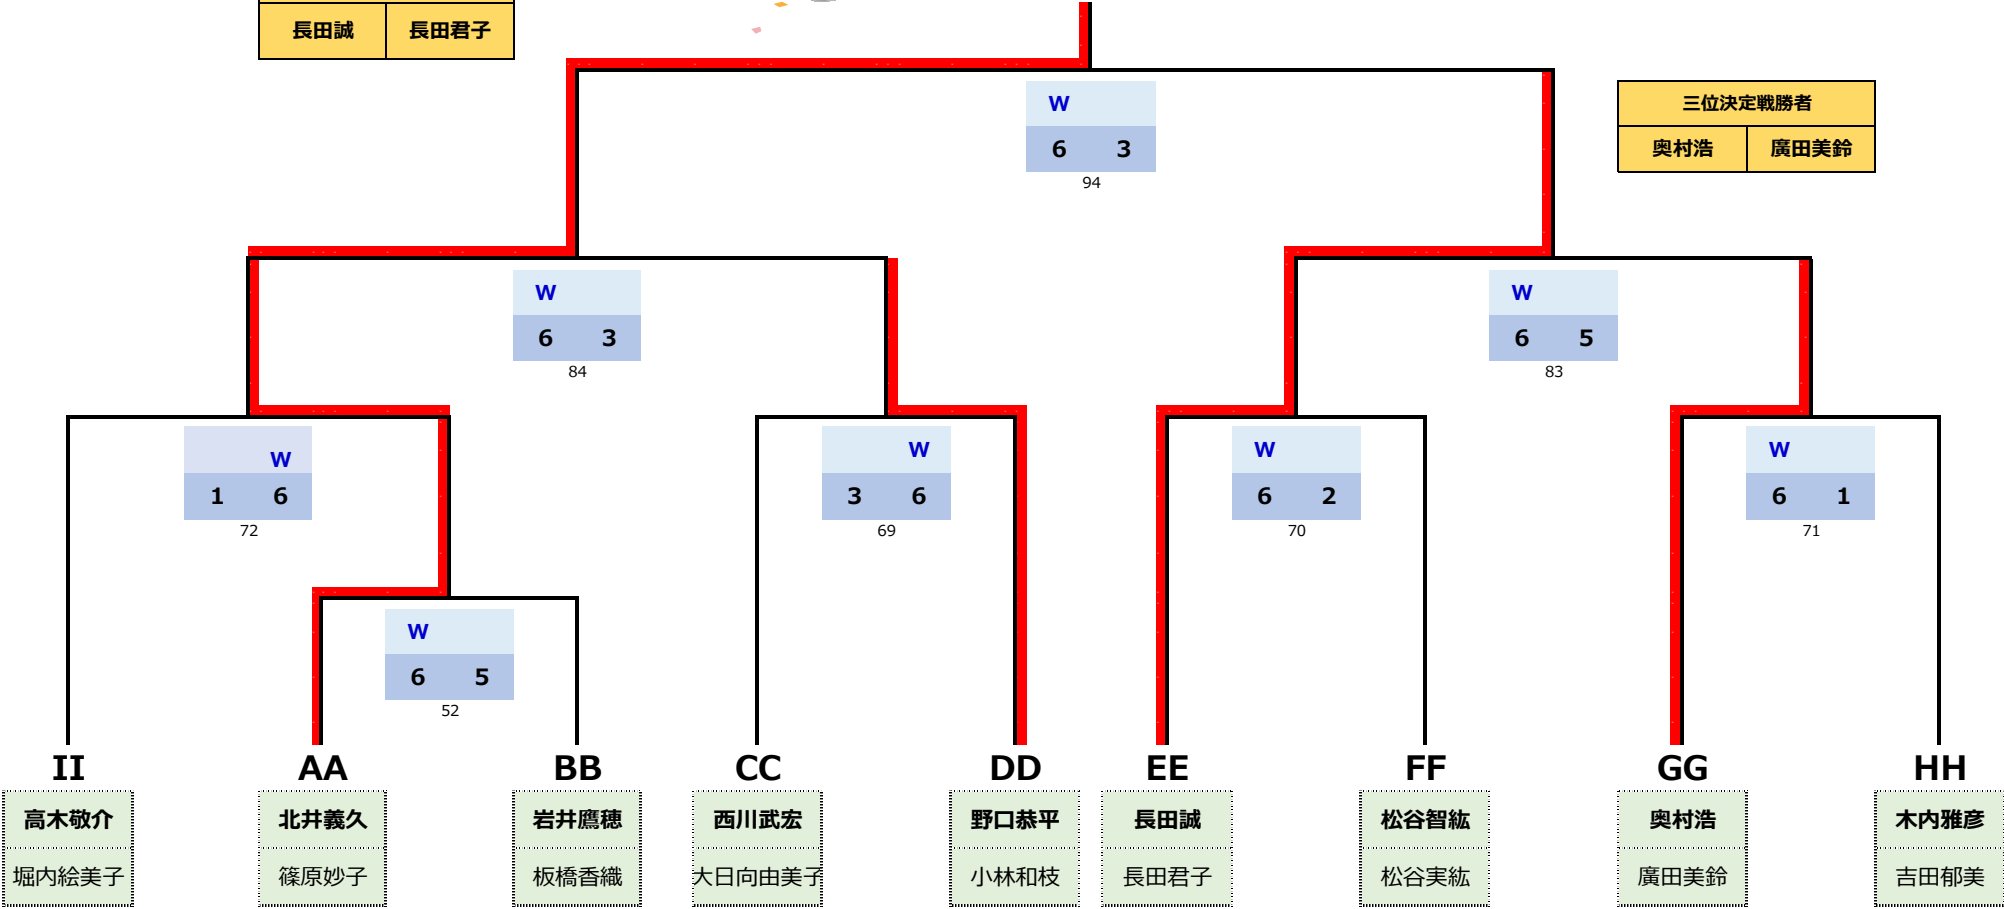 長田誠 長田君子
W
6 3
94
三位決定戦勝者
奥村浩 廣田美鈴
W
6 3
84
W
6 5
83
W
1 6
72
W
3 6
69
W
6 2
70
W
6 1
71
W
6 5
52
II AA BB CC DD EE FF GG HH
高木敬介 北井義久 岩井鷹穂 西川武宏 野口恭平 長田誠 松谷智紘 奥村浩 木内雅彦
堀内絵美子 篠原妙子 板橋香織 大日向由美子 小林和枝 長田君子 松谷実紘 廣田美鈴 吉田郁美